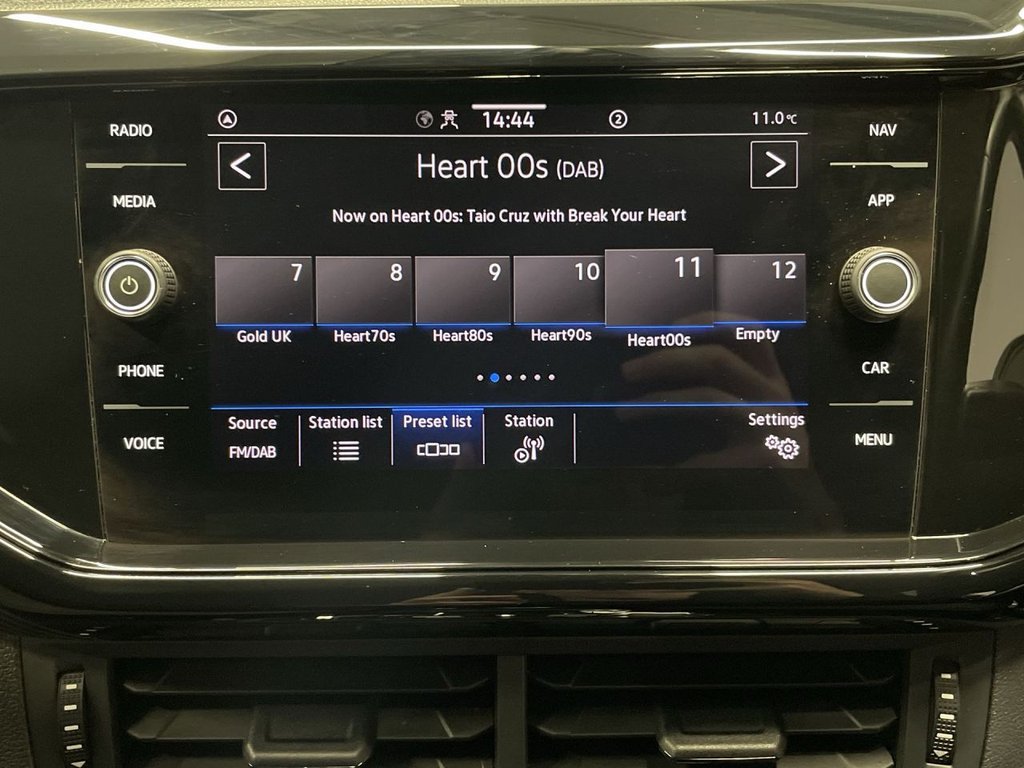 RADIO
MEDIA
PHONE
VOICE
14:44
2
11.0°C
Heart 00s (DAB)
Now on Heart 00s: Taio Cruz with Break Your Heart
7 8 9 10 11 12
Gold UK Heart70s Heart80s Heart90s Heart00s Empty
Source Station list Preset list Station Settings
FM/DAB
NAV
APP
CAR
MENU